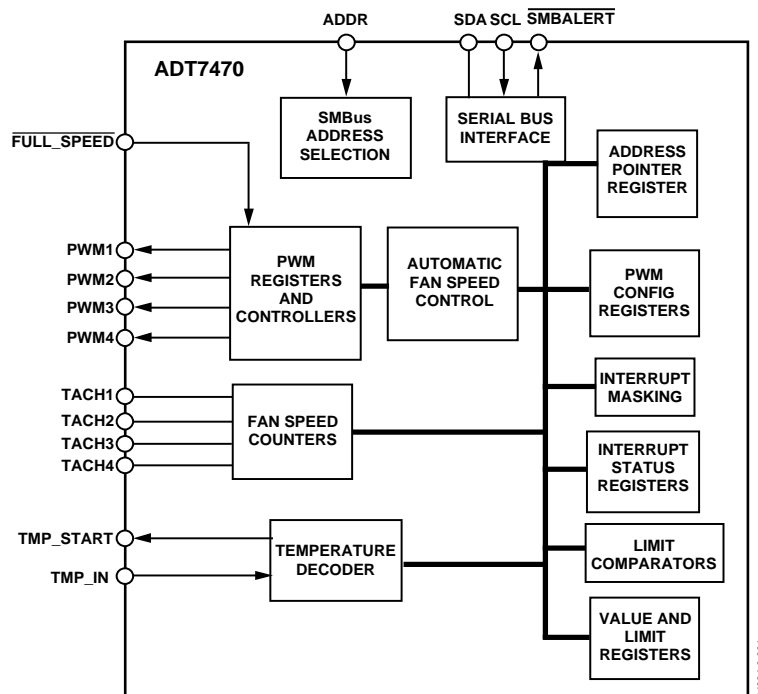 ADDR
SDA SCL SMBALERT
ADT7470
SMBus
ADDRESS
SELECTION
SERIAL BUS
INTERFACE
FULL_SPEED
ADDRESS
POINTER
REGISTER
PWM1
PWM2
PWM3
PWM4
PWM
REGISTERS
AND
CONTROLLERS
AUTOMATIC
FAN SPEED
CONTROL
PWM
CONFIG
REGISTERS
INTERRUPT
MASKING
TACH1
TACH2
TACH3
TACH4
FAN SPEED
COUNTERS
INTERRUPT
STATUS
REGISTERS
TMP_START
TMP_IN
TEMPERATURE
DECODER
LIMIT
COMPARATORS
VALUE AND
LIMIT
REGISTERS